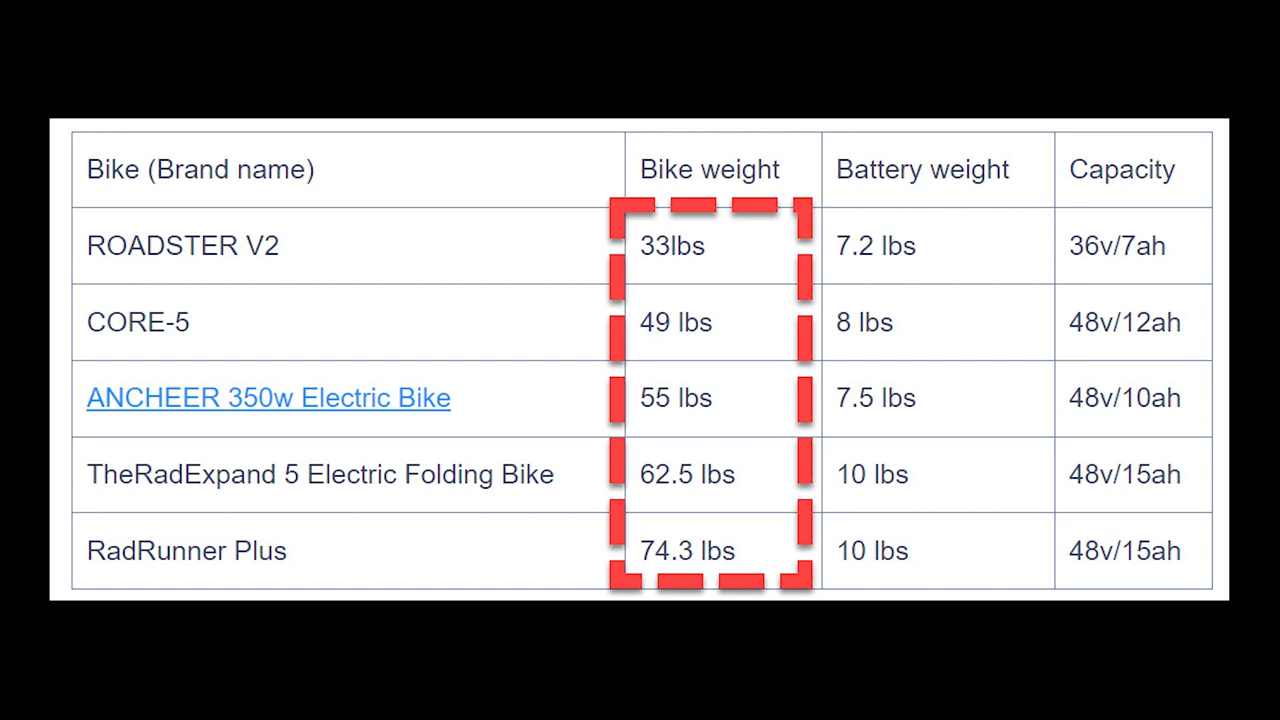 Bike (Brand name) Bike weight Battery weight Capacity
ROADSTER V2 33lbs 7.2 lbs 36v/7ah
CORE-5 49 lbs 8 lbs 48v/12ah
ANCHEER 350w Electric Bike 55 lbs 7.5 lbs 48v/10ah
TheRadExpand 5 Electric Folding Bike 62.5 lbs 10 lbs 48v/15ah
RadRunner Plus 74.3 lbs 10 lbs 48v/15ah